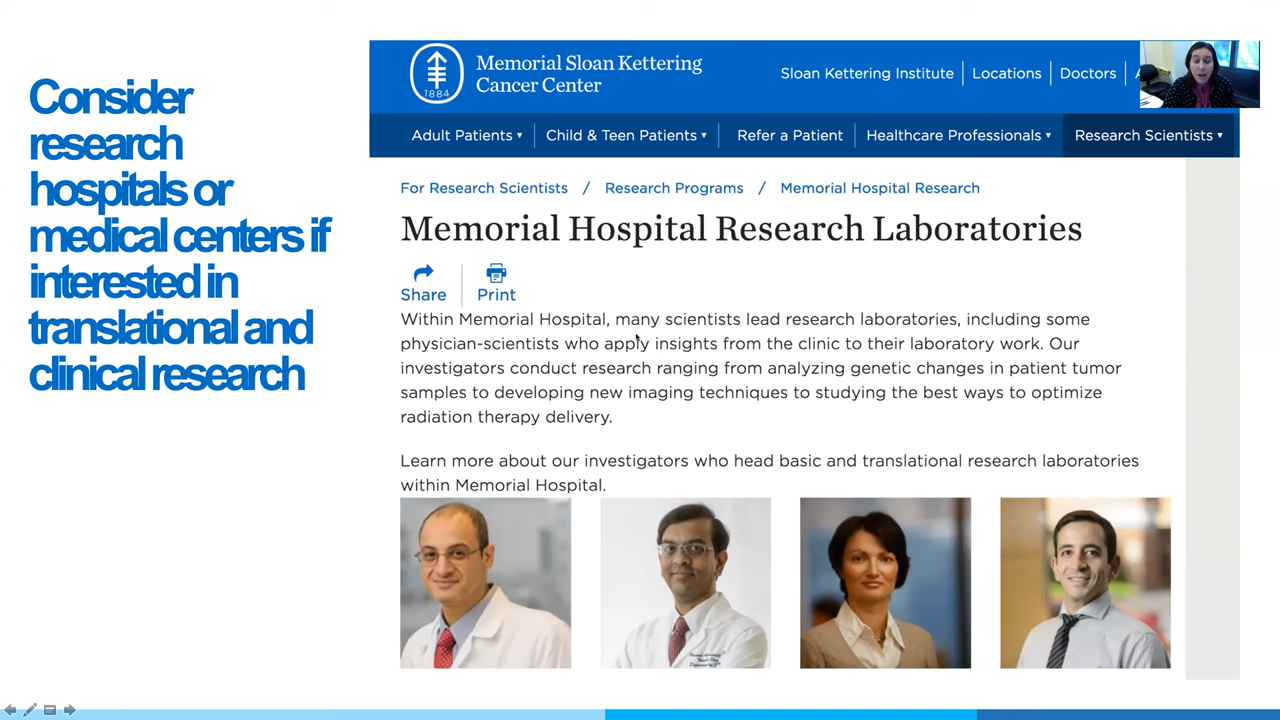 Consider
research
hospitals or
medical centers if
interested in
translational and
clinical research
1884
Memorial Sloan Kettering
Cancer Center
Sloan Kettering Institute
Locations
Doctors
Adult Patients
Child & Teen Patients
Refer a Patient
Healthcare Professionals
Research Scientists
For Research Scientists / Research Programs / Memorial Hospital Research
Memorial Hospital Research Laboratories
Share
Print
Within Memorial Hospital, many scientists lead research laboratories, including some
physician-scientists who apply insights from the clinic to their laboratory work. Our
investigators conduct research ranging from analyzing genetic changes in patient tumor
samples to developing new imaging techniques to studying the best ways to optimize
radiation therapy delivery.
Learn more about our investigators who head basic and translational research laboratories
within Memorial Hospital.